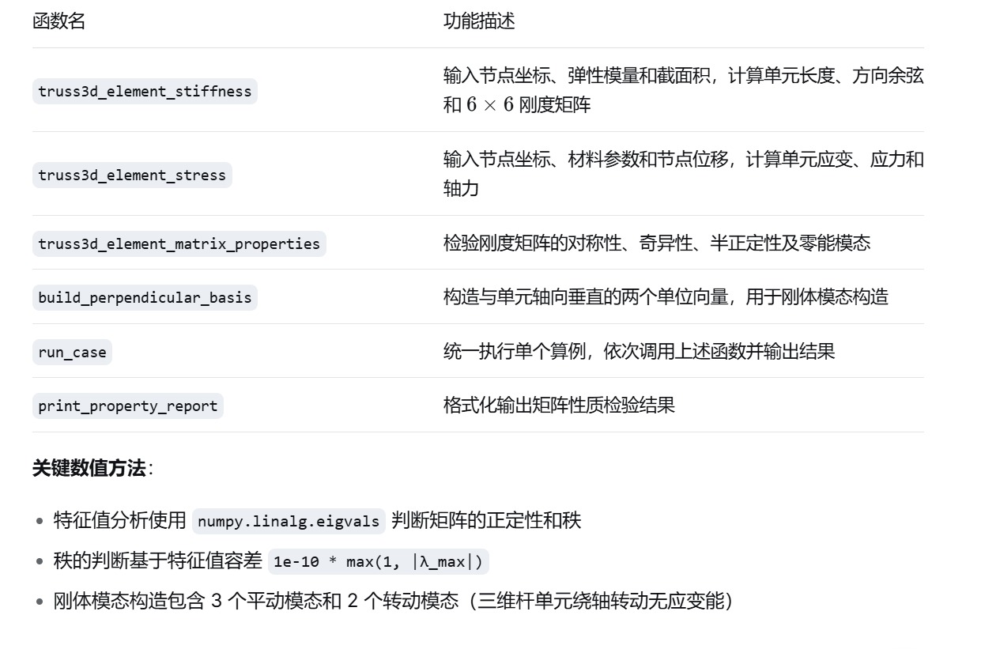 函数名 功能描述
truss3d_element_stiffness 输入节点坐标、弹性模量和截面积，计算单元长度、方向余弦
和 6 × 6 刚度矩阵
truss3d_element_stress 输入节点坐标、材料参数和节点位移，计算单元应变、应力和
轴力
truss3d_element_matrix_properties 检验刚度矩阵的对称性、奇异性、半正定性及零能模态
build_perpendicular_basis 构造与单元轴向垂直的两个单位向量，用于刚体模态构造
run_case 统一执行单个算例，依次调用上述函数并输出结果
print_property_report 格式化输出矩阵性质检验结果
关键数值方法：
• 特征值分析使用 numpy.linalg.eigvals 判断矩阵的正定性和秩
• 秩的判断基于特征值容差 1e-10 * max(1, |λ_max|)
• 刚体模态构造包含 3 个平动模态和 2 个转动模态（三维杆单元绕轴转动无应变能）